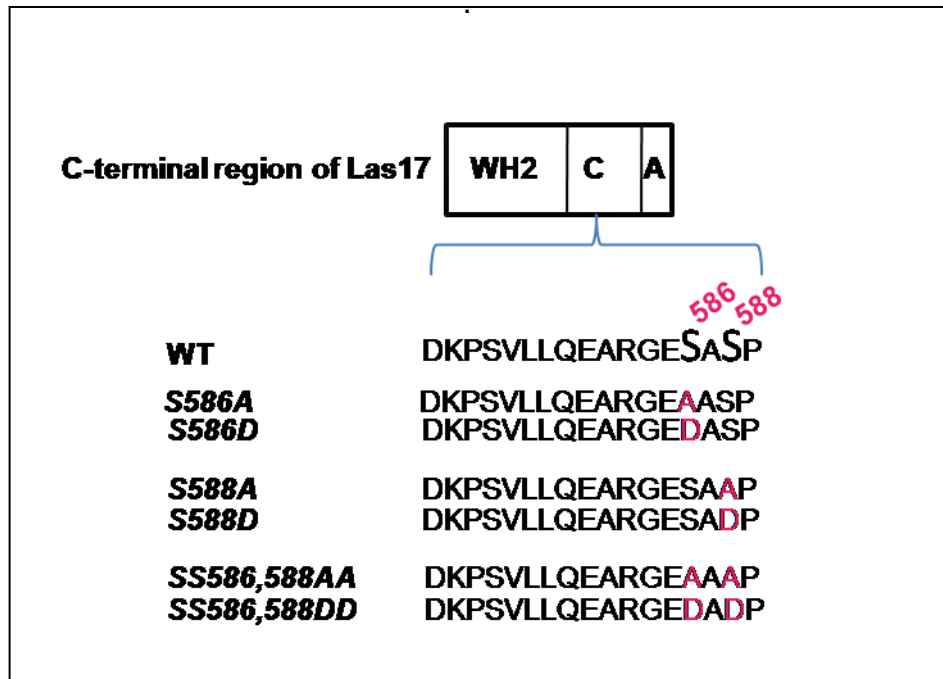 C-terminal region of Las17 WH2 C A
586
588
WT DKPSVLLQEARGESASP
S586A DKPSVLLQEARGEAASP
S586D DKPSVLLQEARGEDASP
S588A DKPSVLLQEARGESAAP
S588D DKPSVLLQEARGESADP
SS586,588AA DKPSVLLQEARGEAAAP
SS586,588DD DKPSVLLQEARGEDADP